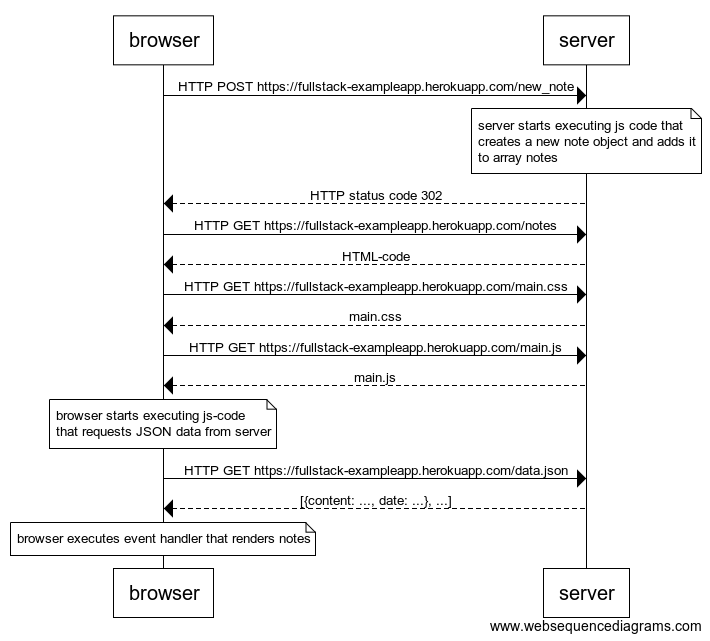 browser
server
HTTP POST https://fullstack-exampleapp.herokuapp.com/new_note
server starts executing js code that
creates a new note object and adds it
to array notes
HTTP status code 302
HTTP GET https://fullstack-exampleapp.herokuapp.com/notes
HTML-code
HTTP GET https://fullstack-exampleapp.herokuapp.com/main.css
main.css
HTTP GET https://fullstack-exampleapp.herokuapp.com/main.js
main.js
browser starts executing js-code
that requests JSON data from server
HTTP GET https://fullstack-exampleapp.herokuapp.com/data.json
[{content: ..., date: ...}, ...]
browser executes event handler that renders notes
browser
server
www.websequencediagrams.com